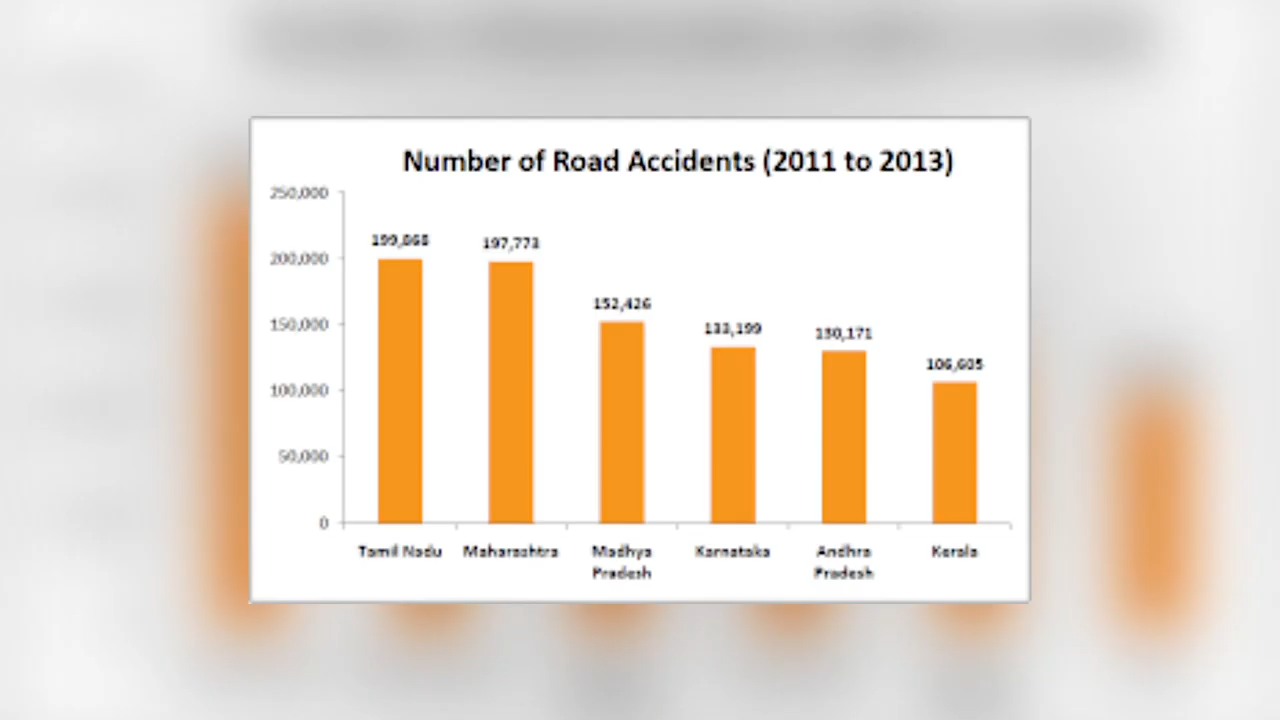 Number of Road Accidents (2011 to 2013)
250,000
200,000
150,000
100,000
50,000
0
199,868
197,773
152,426
133,199
130,171
106,605
Tamil Nadu
Maharashtra
Madhya
Pradesh
Karnataka
Andhra
Pradesh
Kerala